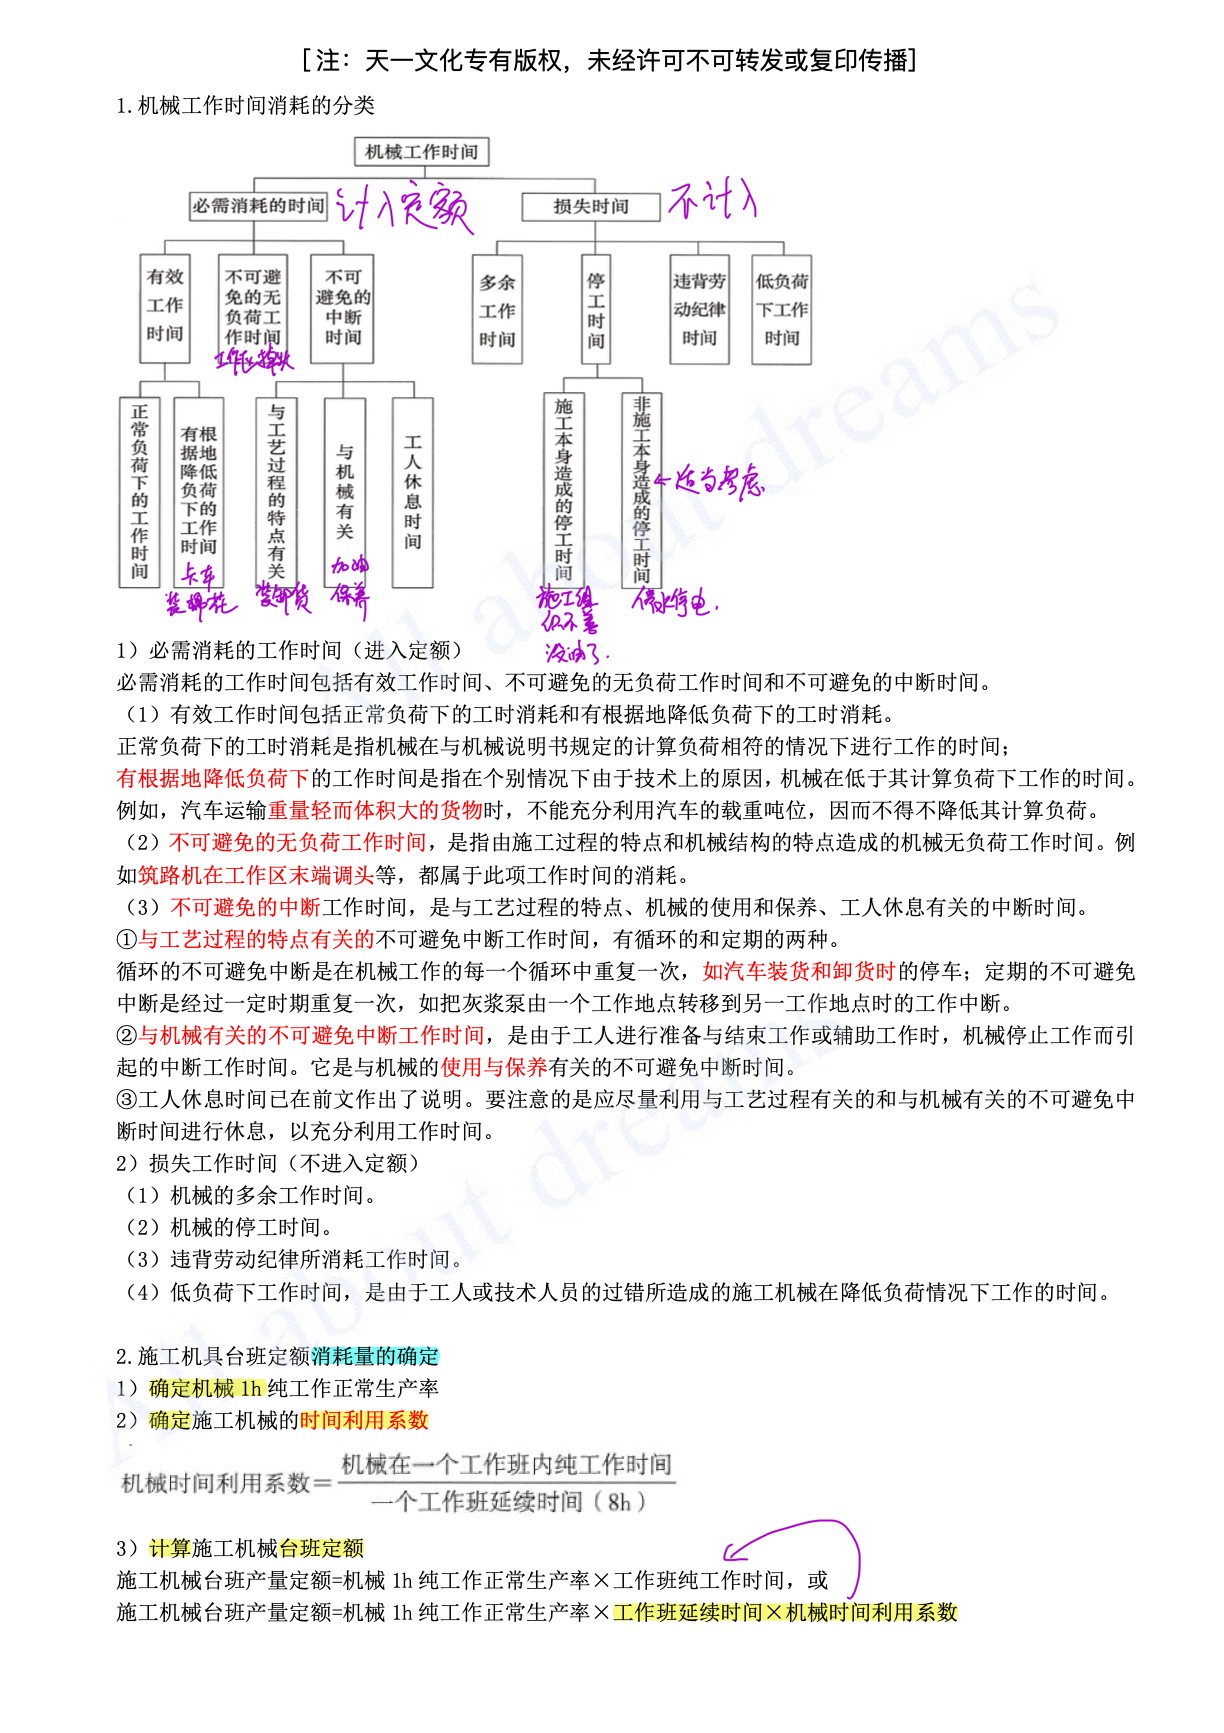 [注：天一文化专有版权，未经许可不可转发或复印传播]
1.机械工作时间消耗的分类
机械工作时间
必需消耗的时间
计入定额
损失时间
不计入
有效工作时间
不可避免的无负荷工作时间
不可避免的中断时间
多余工作时间
停工时间
违背劳动纪律时间
低负荷下工作时间
工作区掉头
正常负荷下的工作时间
有根据地降低负荷下的工作时间
与工艺过程的特点有关
与机械有关
工人休息时间
施工本身造成的停工时间
非施工本身造成的停工时间
←适当考虑
卡车
装棉花
装卸货
加油
保养
施工组
织不善
没油了.
停水停电.
1）必需消耗的工作时间（进入定额）
必需消耗的工作时间包括有效工作时间、不可避免的无负荷工作时间和不可避免的中断时间。
（1）有效工作时间包括正常负荷下的工时消耗和有根据地降低负荷下的工时消耗。
正常负荷下的工时消耗是指机械在与机械说明书规定的计算负荷相符的情况下进行工作的时间；
有根据地降低负荷下的工作时间是指在个别情况下由于技术上的原因，机械在低于其计算负荷下工作的时间。
例如，汽车运输重量轻而体积大的货物时，不能充分利用汽车的载重吨位，因而不得不降低其计算负荷。
（2）不可避免的无负荷工作时间，是指由施工过程的特点和机械结构的特点造成的机械无负荷工作时间。例
如筑路机在工作区末端调头等，都属于此项工作时间的消耗。
（3）不可避免的中断工作时间，是与工艺过程的特点、机械的使用和保养、工人休息有关的中断时间。
①与工艺过程的特点有关的不可避免中断工作时间，有循环的和定期的两种。
循环的不可避免中断是在机械工作的每一个循环中重复一次，如汽车装货和卸货时的停车；定期的不可避免
中断是经过一定时期重复一次，如把灰浆泵由一个工作地点转移到另一工作地点时的工作中断。
②与机械有关的不可避免中断工作时间，是由于工人进行准备与结束工作或辅助工作时，机械停止工作而引
起的中断工作时间。它是与机械的使用与保养有关的不可避免中断时间。
③工人休息时间已在前文作出了说明。要注意的是应尽量利用与工艺过程有关的和与机械有关的不可避免中
断时间进行休息，以充分利用工作时间。
2）损失工作时间（不进入定额）
（1）机械的多余工作时间。
（2）机械的停工时间。
（3）违背劳动纪律所消耗工作时间。
（4）低负荷下工作时间，是由于工人或技术人员的过错所造成的施工机械在降低负荷情况下工作的时间。
2.施工机具台班定额消耗量的确定
1）确定机械1h纯工作正常生产率
2）确定施工机械的时间利用系数
机械时间利用系数=机械在一个工作班内纯工作时间/一个工作班延续时间（8h）
3）计算施工机械台班定额
施工机械台班产量定额=机械1h纯工作正常生产率×工作班纯工作时间，或
施工机械台班产量定额=机械1h纯工作正常生产率×工作班延续时间×机械时间利用系数
All about dreams
All about dreams